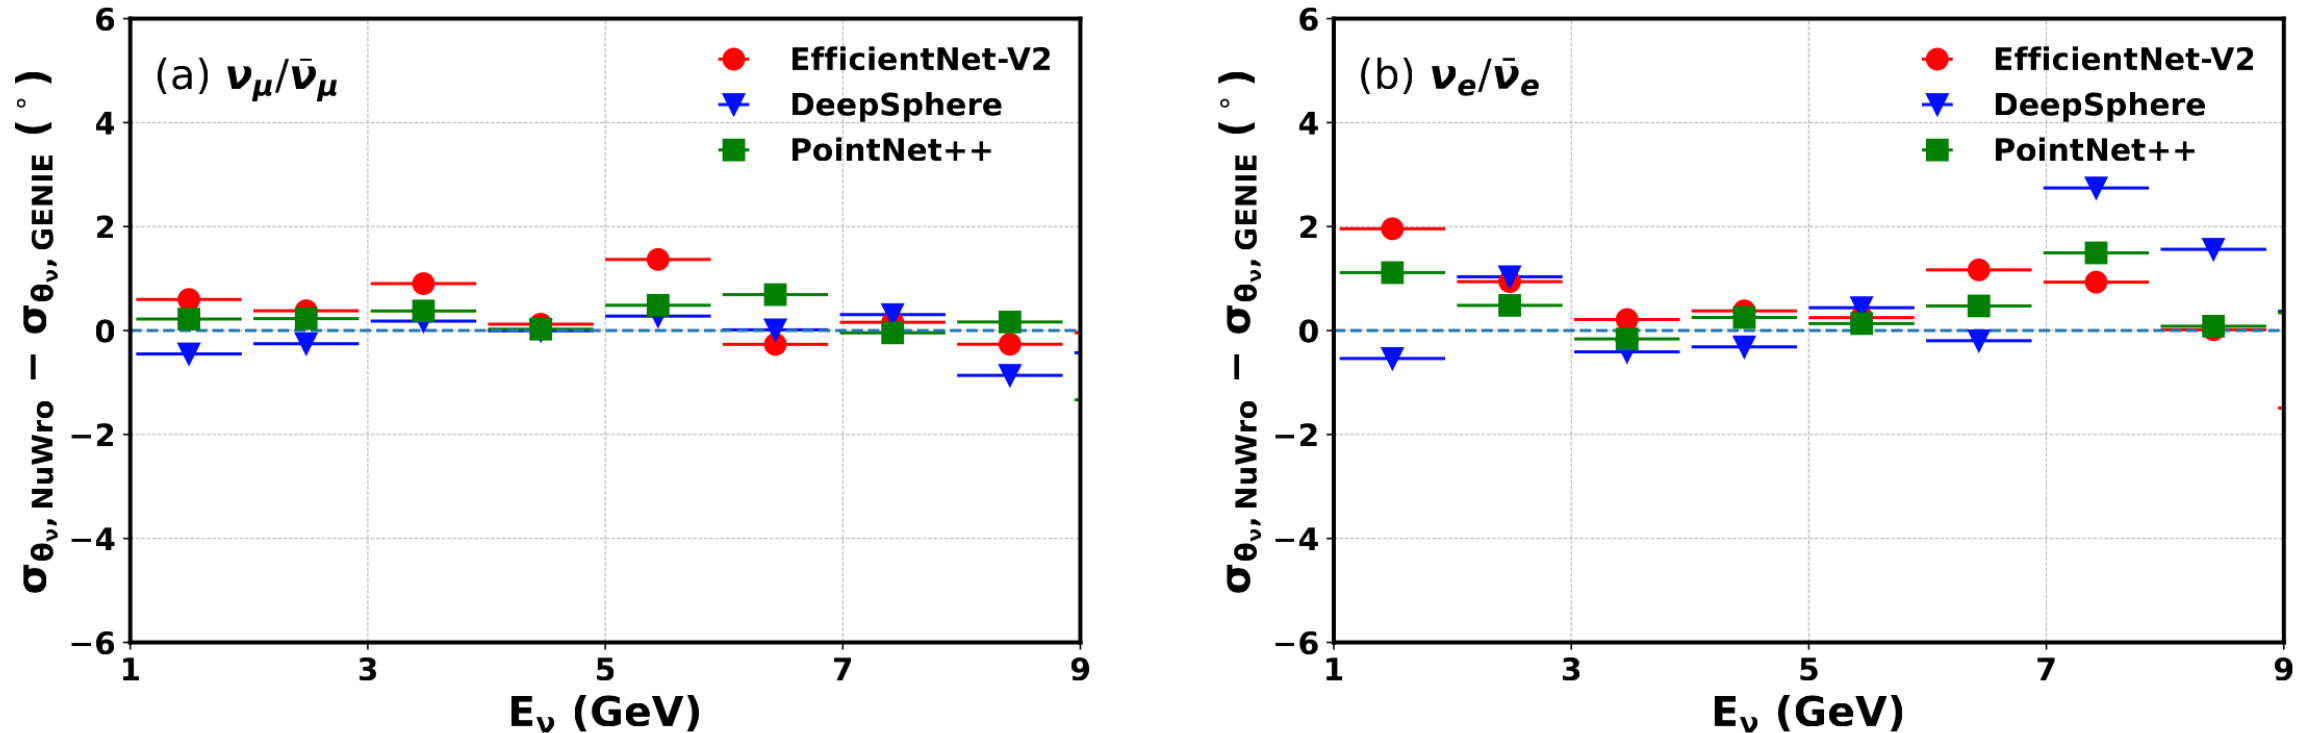 (a) νμ/ν̄μ
EfficientNet-V2
DeepSphere
PointNet++
σθν, NuWro − σθν, GENIE (°)
6
4
2
0
−2
−4
−6
1 3 5 7 9
Eν (GeV)
(b) νe/ν̄e
EfficientNet-V2
DeepSphere
PointNet++
σθν, NuWro − σθν, GENIE (°)
6
4
2
0
−2
−4
−6
1 3 5 7 9
Eν (GeV)